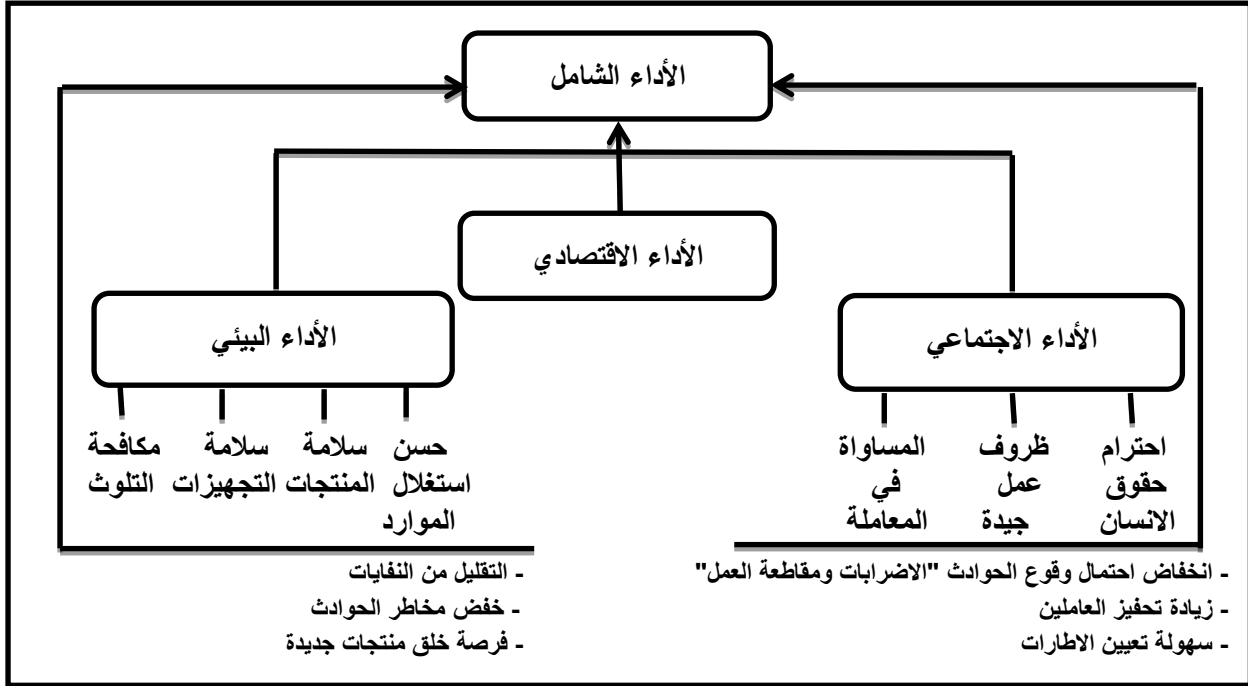 الأداء الشامل
الأداء الاقتصادي
الأداء الاجتماعي
احترام
حقوق
الانسان
ظروف
عمل
جيدة
المساواة
في
المعاملة
- انخفاض احتمال وقوع الحوادث "الاضرابات ومقاطعة العمل"
- زيادة تحفيز العاملين
- سهولة تعيين الاطارات
الأداء البيئي
حسن
استغلال
الموارد
سلامة
المنتجات
سلامة
التجهيزات
مكافحة
التلوث
- التقليل من النفايات
- خفض مخاطر الحوادث
- فرصة خلق منتجات جديدة